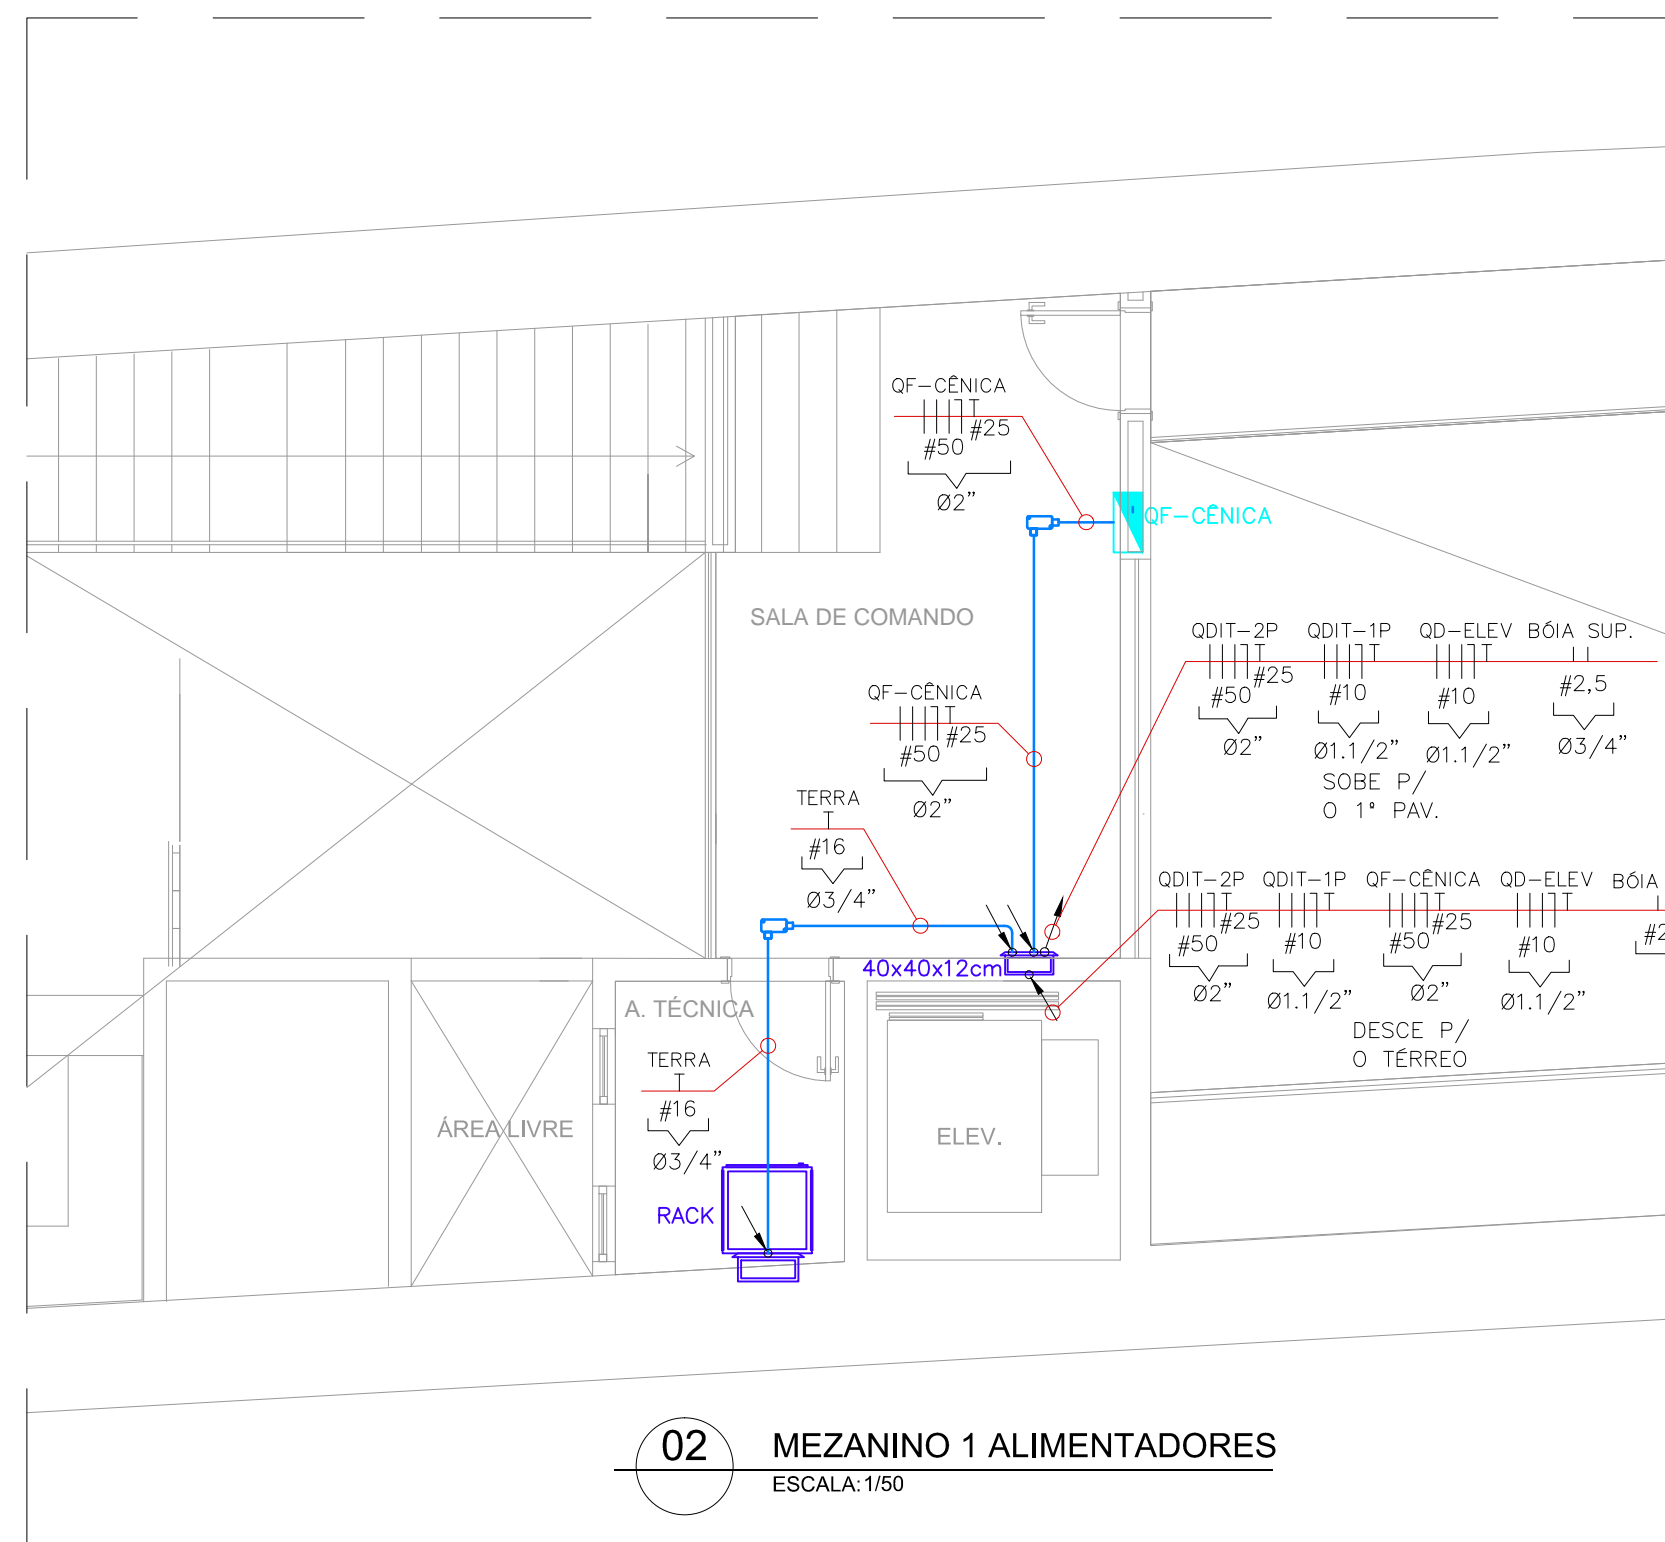 QF-CÊNICA
#25
#50
Ø2"
QF-CÊNICA
SALA DE COMANDO
QDIT-2P QDIT-1P QD-ELEV BÓIA SUP.
#25
#50 #10 #10 #2,5
Ø2" Ø1.1/2" Ø1.1/2" Ø3/4"
SOBE P/
O 1° PAV.
QF-CÊNICA
#25
#50
Ø2"
TERRA
#16
Ø3/4"
QDIT-2P QDIT-1P QF-CÊNICA QD-ELEV BÓIA
#25 #25
#50 #10 #50 #10 #2
Ø2" Ø1.1/2" Ø2" Ø1.1/2"
DESCE P/
O TÉRREO
40x40x12cm
A. TÉCNICA
TERRA
#16
Ø3/4"
ÁREA LIVRE
ELEV.
RACK
02 MEZANINO 1 ALIMENTADORES
ESCALA: 1/50